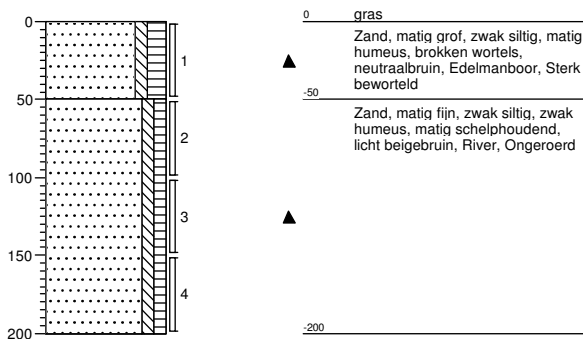 0
50
100
150
200
1
2
3
4
0 gras
Zand, matig grof, zwak siltig, matig
humeus, brokken wortels,
neutraalbruin, Edelmanboor, Sterk
beworteld
-50
Zand, matig fijn, zwak siltig, zwak
humeus, matig schelphoudend,
licht beigebruin, River, Ongeroerd
-200